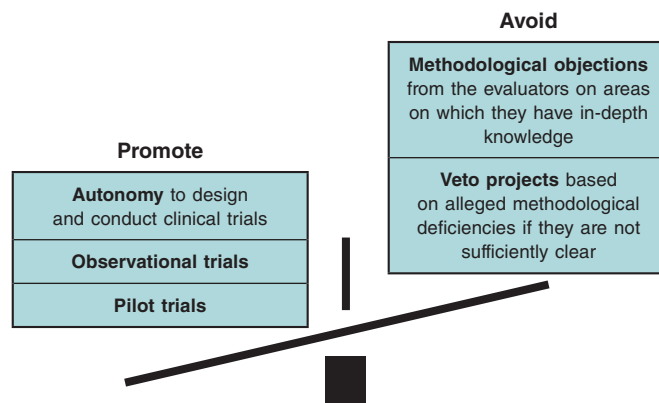 Promote
Autonomy to design
and conduct clinical trials
Observational trials
Pilot trials
Avoid
Methodological objections
from the evaluators on areas
on which they have in-depth
knowledge
Veto projects based
on alleged methodological
deficiencies if they are not
sufficiently clear